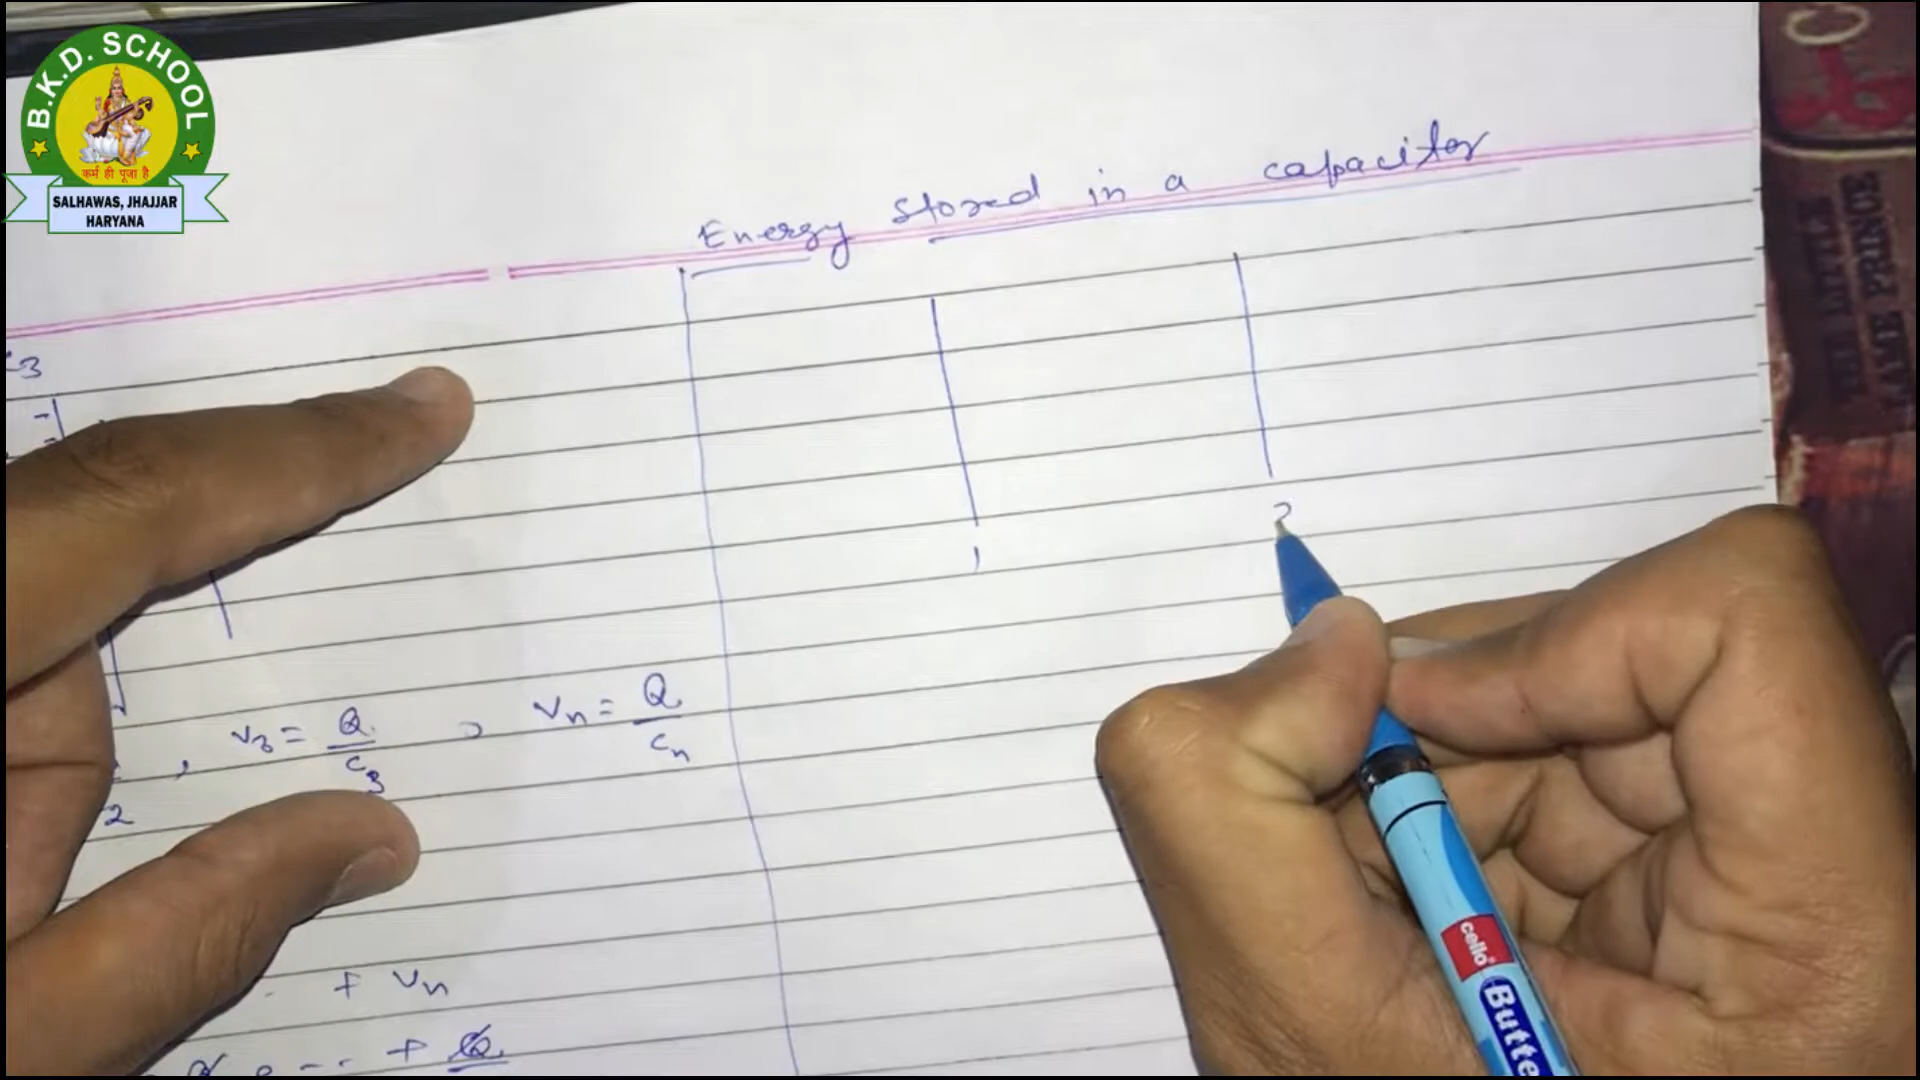 B.K.D. SCHOOL
कर्म ही पूजा है
SALHAWAS, JHAJJAR
HARYANA
Energy stored in a capacitor
1
2
V3 = Q/C3 , Vn = Q/Cn
2
+ Vn
+ Q
cello
Butte